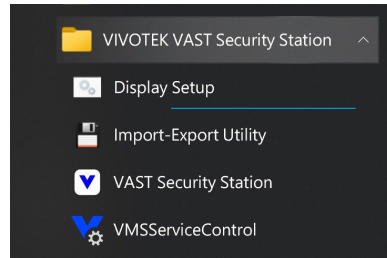 VIVOTEK VAST Security Station
Display Setup
Import-Export Utility
VAST Security Station
VMSServiceControl